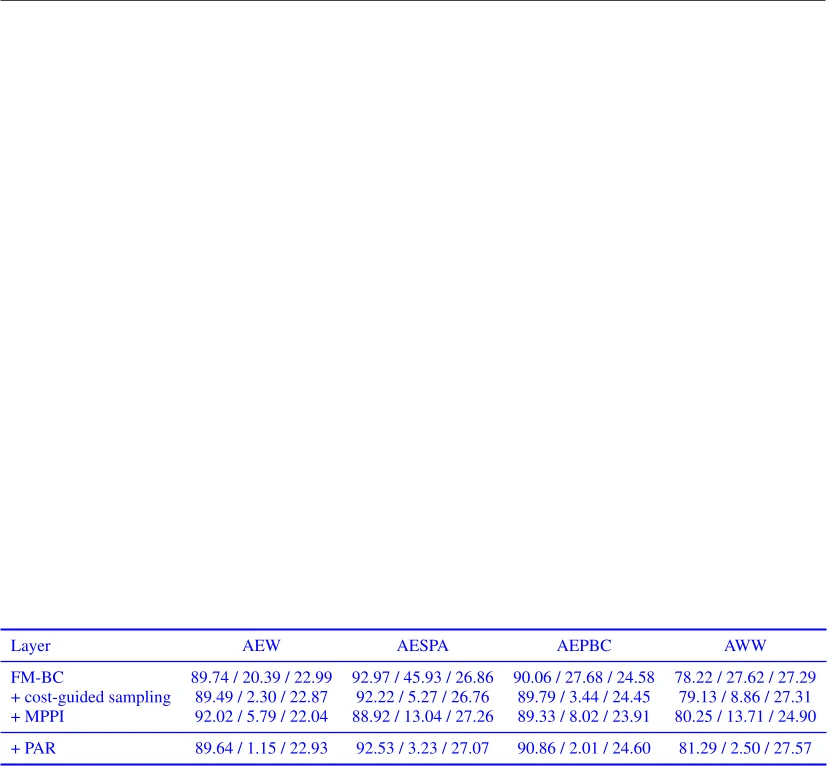 Layer AEW AESPA AEPBC AWW
FM-BC 89.74 / 20.39 / 22.99 92.97 / 45.93 / 26.86 90.06 / 27.68 / 24.58 78.22 / 27.62 / 27.29
+ cost-guided sampling 89.49 / 2.30 / 22.87 92.22 / 5.27 / 26.76 89.79 / 3.44 / 24.45 79.13 / 8.86 / 27.31
+ MPPI 92.02 / 5.79 / 22.04 88.92 / 13.04 / 27.26 89.33 / 8.02 / 23.91 80.25 / 13.71 / 24.90
+ PAR 89.64 / 1.15 / 22.93 92.53 / 3.23 / 27.07 90.86 / 2.01 / 24.60 81.29 / 2.50 / 27.57